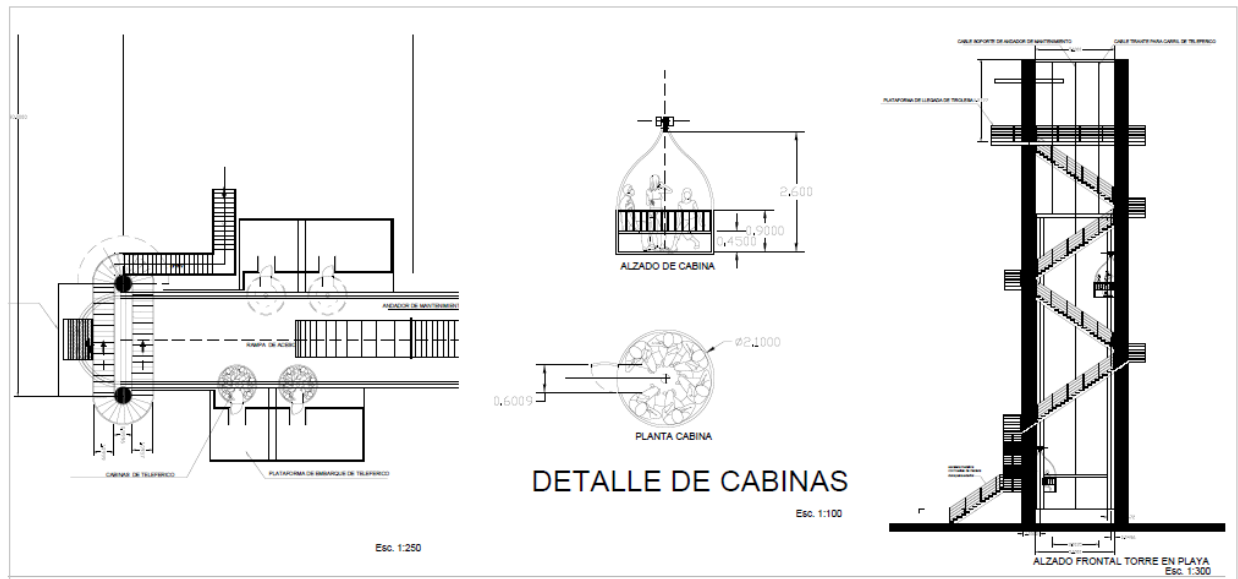 ANDADOR DE MANTENIMIENTO
RAMPA DE ACESO
CABINAS DE TELEFERICO
PLATAFORMA DE EMBARQUE DE TELEFERICO
Esc. 1:250
2.600
0.9000
0.4500
ALZADO DE CABINA
Ø2.1000
0.6009
PLANTA CABINA
DETALLE DE CABINAS
Esc. 1:100
CABLE SOPORTE DE ANDADOR DE MANTENIMIENTO
CABLE TIRANTE PARA CARRIL DE TELEFERICO
PLATAFORMA DE LLEGADA DE TIROLESA
ALZADO FRONTAL TORRE EN PLAYA
Esc. 1:300